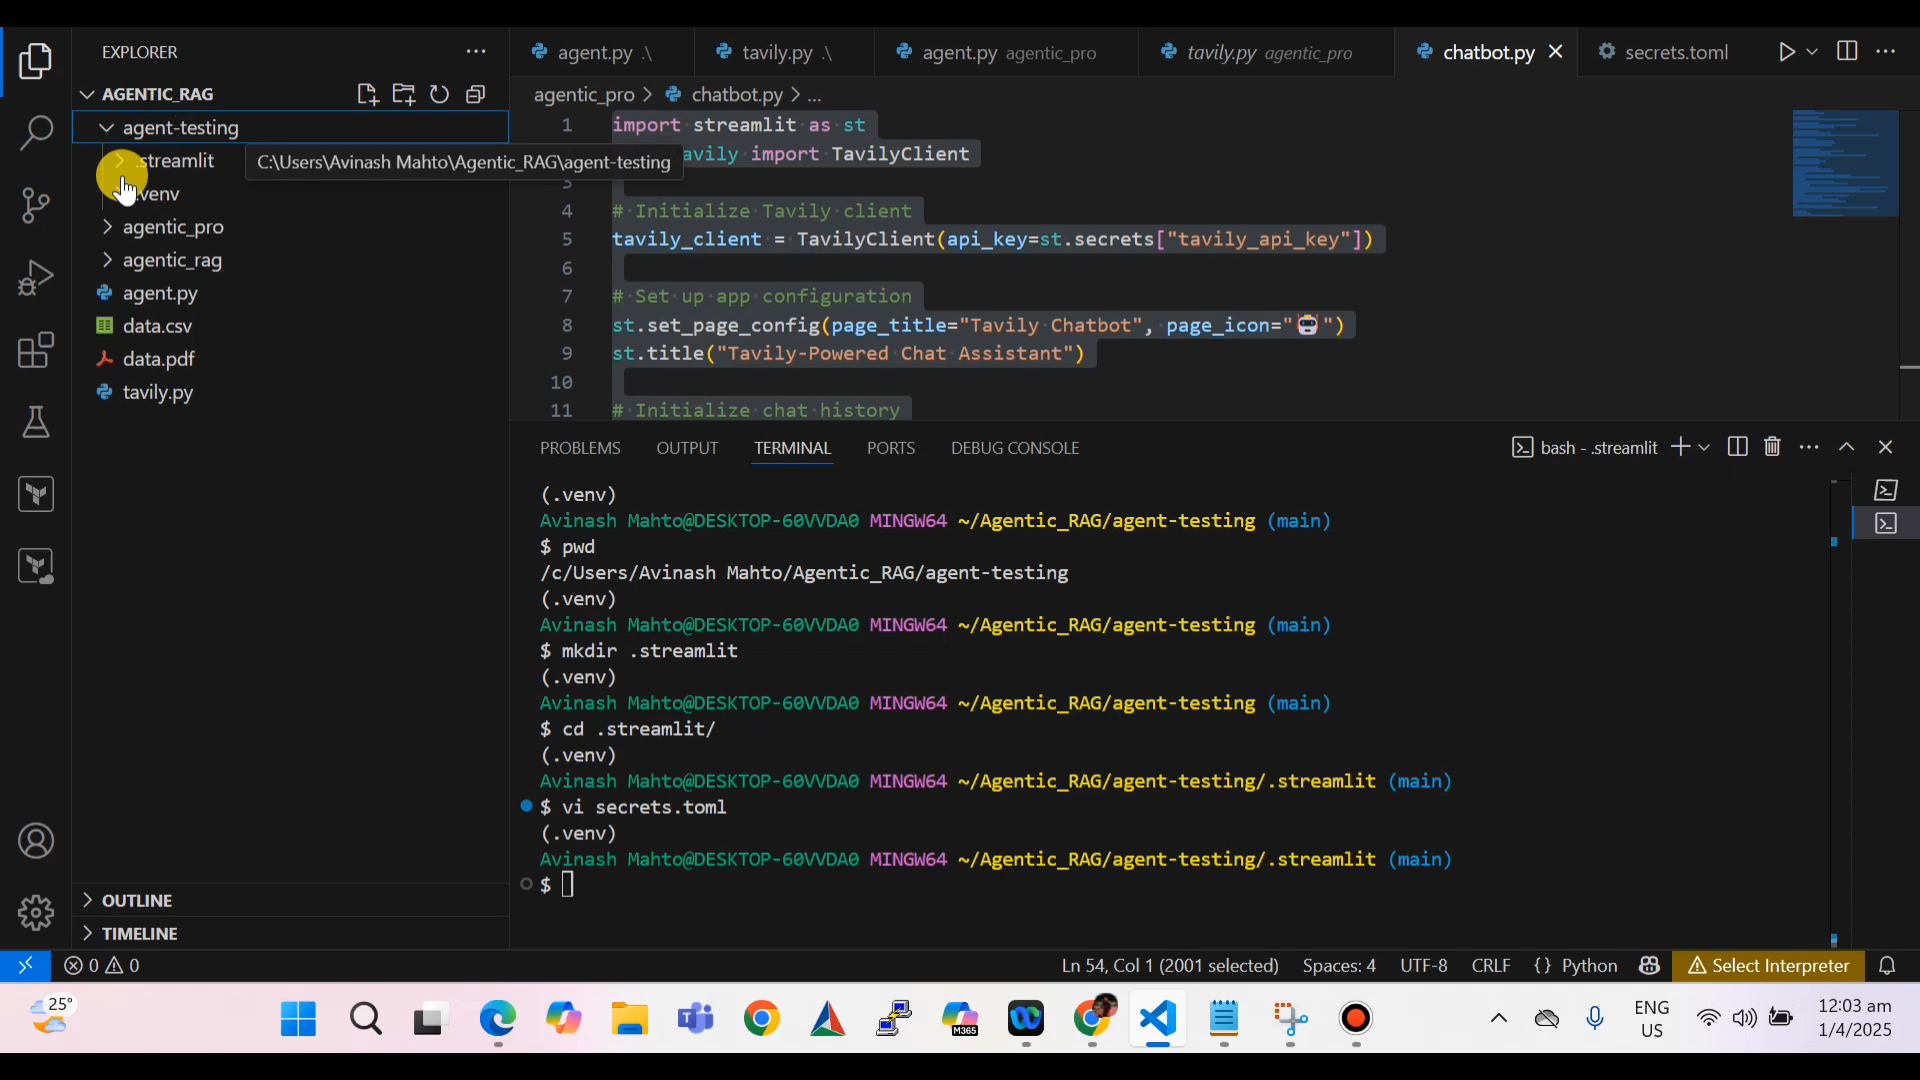 EXPLORER
agent.py .\
tavily.py .\
agent.py agentic_pro
tavily.py agentic_pro
chatbot.py
secrets.toml
AGENTIC_RAG
agentic_pro > chatbot.py > ...
agent-testing
.streamlit
C:\Users\Avinash Mahto\Agentic_RAG\agent-testing
.venv
agentic_pro
agentic_rag
agent.py
data.csv
data.pdf
tavily.py
1 import streamlit as st
avily import TavilyClient
3
4 # Initialize Tavily client
5 tavily_client = TavilyClient(api_key=st.secrets["tavily_api_key"])
6
7 # Set up app configuration
8 st.set_page_config(page_title="Tavily Chatbot", page_icon="🤖")
9 st.title("Tavily-Powered Chat Assistant")
10
11 # Initialize chat history
PROBLEMS OUTPUT TERMINAL PORTS DEBUG CONSOLE
bash - .streamlit
(.venv)
Avinash Mahto@DESKTOP-60VVDA0 MINGW64 ~/Agentic_RAG/agent-testing (main)
$ pwd
/c/Users/Avinash Mahto/Agentic_RAG/agent-testing
(.venv)
Avinash Mahto@DESKTOP-60VVDA0 MINGW64 ~/Agentic_RAG/agent-testing (main)
$ mkdir .streamlit
(.venv)
Avinash Mahto@DESKTOP-60VVDA0 MINGW64 ~/Agentic_RAG/agent-testing (main)
$ cd .streamlit/
(.venv)
Avinash Mahto@DESKTOP-60VVDA0 MINGW64 ~/Agentic_RAG/agent-testing/.streamlit (main)
$ vi secrets.toml
(.venv)
Avinash Mahto@DESKTOP-60VVDA0 MINGW64 ~/Agentic_RAG/agent-testing/.streamlit (main)
$
OUTLINE
TIMELINE
0 0
Ln 54, Col 1 (2001 selected) Spaces: 4 UTF-8 CRLF {} Python Select Interpreter
25°
M365
ENG
US
12:03 am
1/4/2025